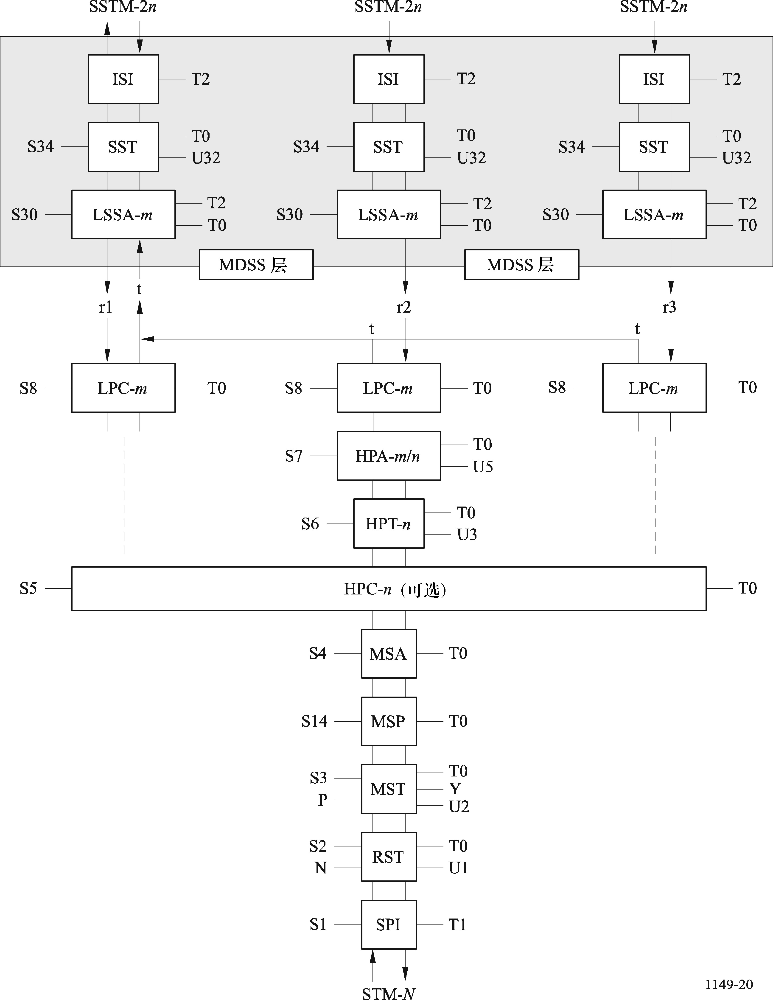 SSTM-2n SSTM-2n SSTM-2n
ISI T2 ISI T2 ISI T2
S34 SST T0 U32 S34 SST T0 U32 S34 SST T0 U32
S30 LSSA-m T2 T0 S30 LSSA-m T2 T0 S30 LSSA-m T2 T0
MDSS 层 MDSS 层
t
r1 r2 r3
t t
S8 LPC-m T0 S8 LPC-m T0 S8 LPC-m T0
S7 HPA-m/n T0 U5
S6 HPT-n T0 U3
S5 HPC-n (可选) T0
S4 MSA T0
S14 MSP T0
S3 P MST T0 Y U2
S2 N RST T0 U1
S1 SPI T1
STM-N
1149-20